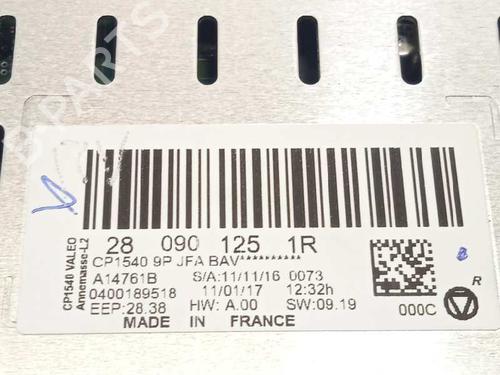 B-PARTS
CP1540 VALEO
Annemasse-L2
28 090 125 1R
CP1540 9P JFA BAV**********
A14761B S/A:11/11/16 0073
0400189518 11/01/17 12:32h
EEP:28.38 HW: A.00 SW:09.19
MADE IN FRANCE
000C
R